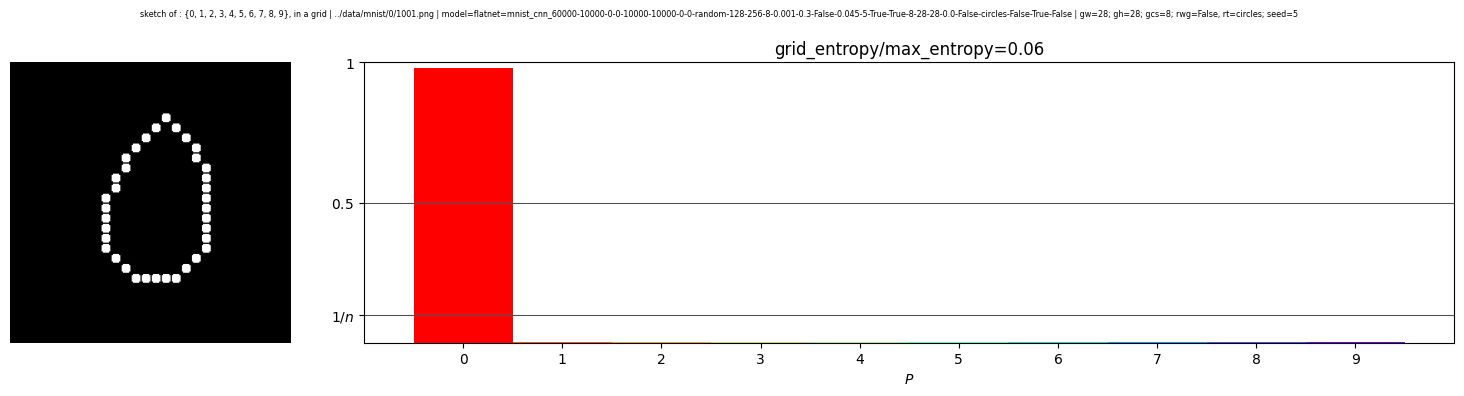 sketch of : {0, 1, 2, 3, 4, 5, 6, 7, 8, 9}, in a grid | ../data/mnist/0/1001.png | model=flatnet=mnist_cnn_60000-10000-0-0-10000-10000-0-0-random-128-256-8-0.001-0.3-False-0.045-5-True-True-8-28-28-0.0-False-circles-False-True-False | gw=28; gh=28; gcs=8; rwg=False, rt=circles; seed=5
grid_entropy/max_entropy=0.06
1
0.5
1/n
0 1 2 3 4 5 6 7 8 9
P